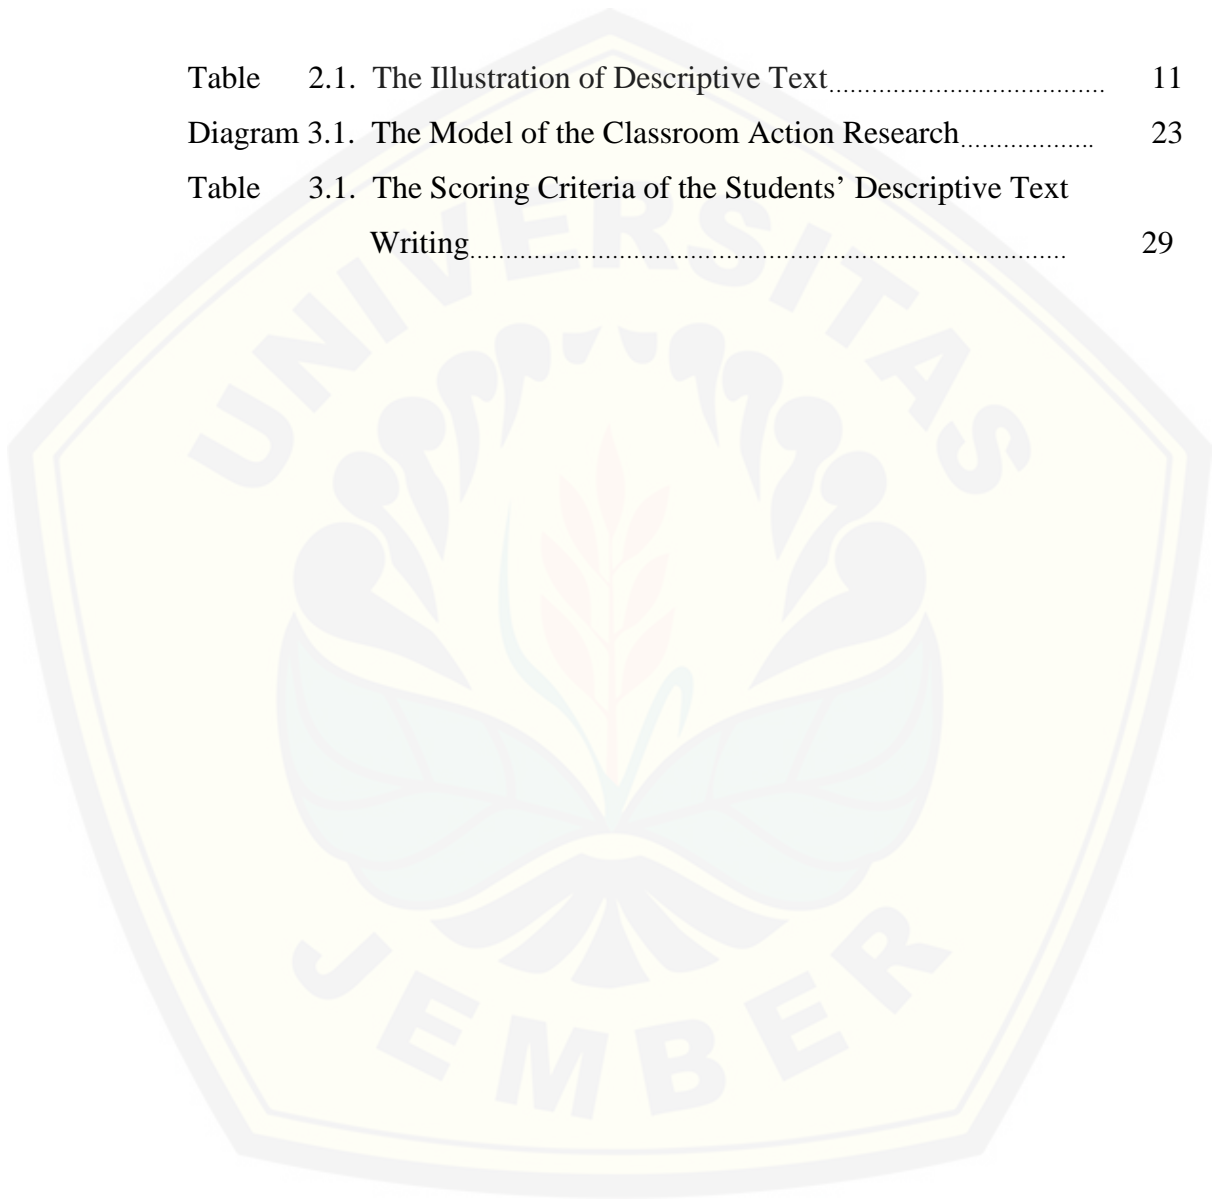 Table 2.1. The Illustration of Descriptive Text...................................... 11
Diagram 3.1. The Model of the Classroom Action Research.................. 23
Table 3.1. The Scoring Criteria of the Students’ Descriptive Text
Writing................................................................... 29
UNIVERSITAS
JEMBER